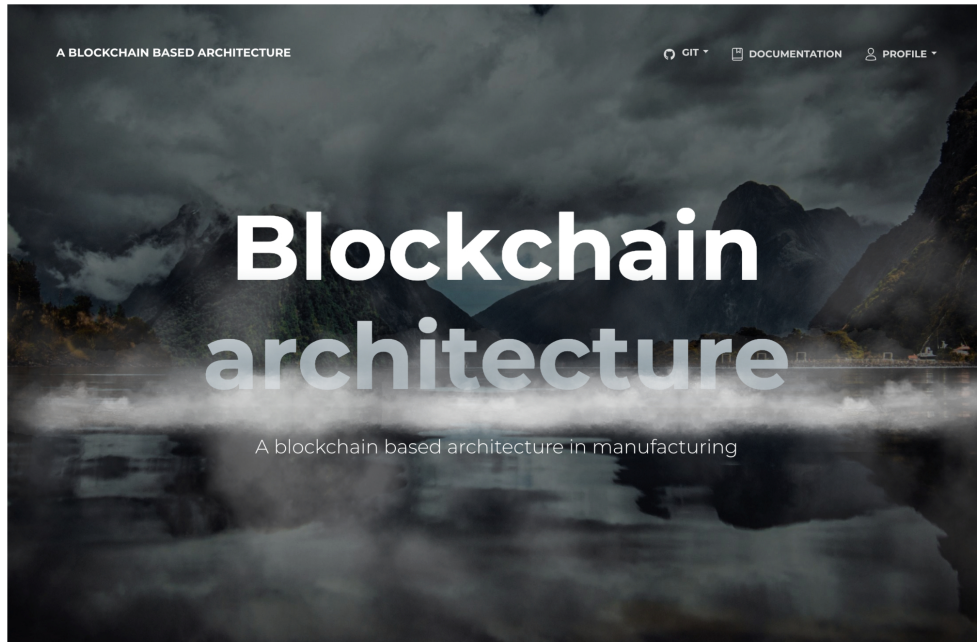 A BLOCKCHAIN BASED ARCHITECTURE
GIT
DOCUMENTATION
PROFILE
Blockchain
architecture
A blockchain based architecture in manufacturing